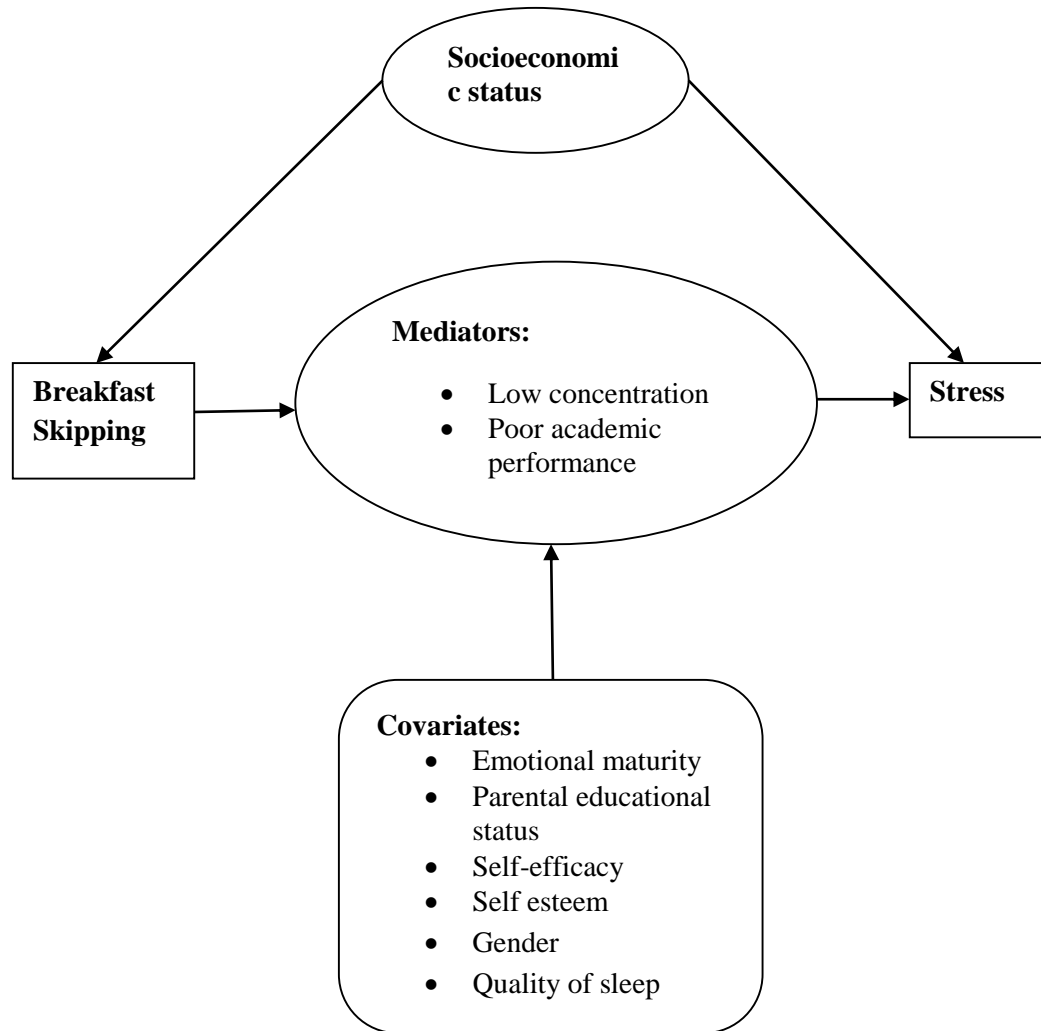 Socioeconomi
c status
Mediators:
• Low concentration
• Poor academic
performance
Breakfast
Skipping
Stress
Covariates:
• Emotional maturity
• Parental educational
status
• Self-efficacy
• Self esteem
• Gender
• Quality of sleep